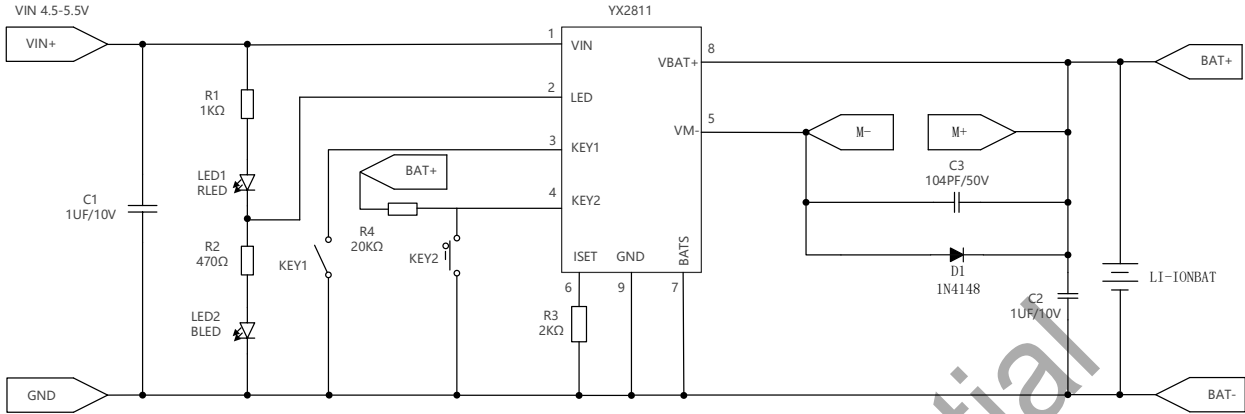 VIN 4.5-5.5V
YX2811
VIN+
1
VIN
8
VBAT+
BAT+
R1
1KΩ
2
LED
5
VM-
M-
M+
3
KEY1
BAT+
C3
104PF/50V
LED1
RLED
4
KEY2
C1
1UF/10V
R4
20KΩ
R2
470Ω
KEY1
KEY2
ISET
GND
BATS
D1
1N4148
LI-IONBAT
6
9
7
C2
1UF/10V
LED2
BLED
R3
2KΩ
GND
BAT-
tial